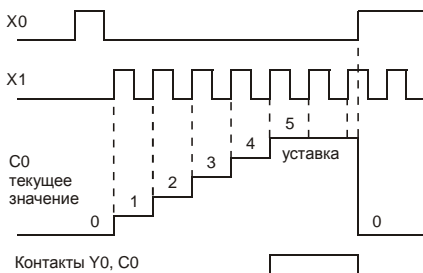 X0
X1
5
4
уставка
3
C0
2
текущее
1
значение
0
0
Контакты Y0, C0